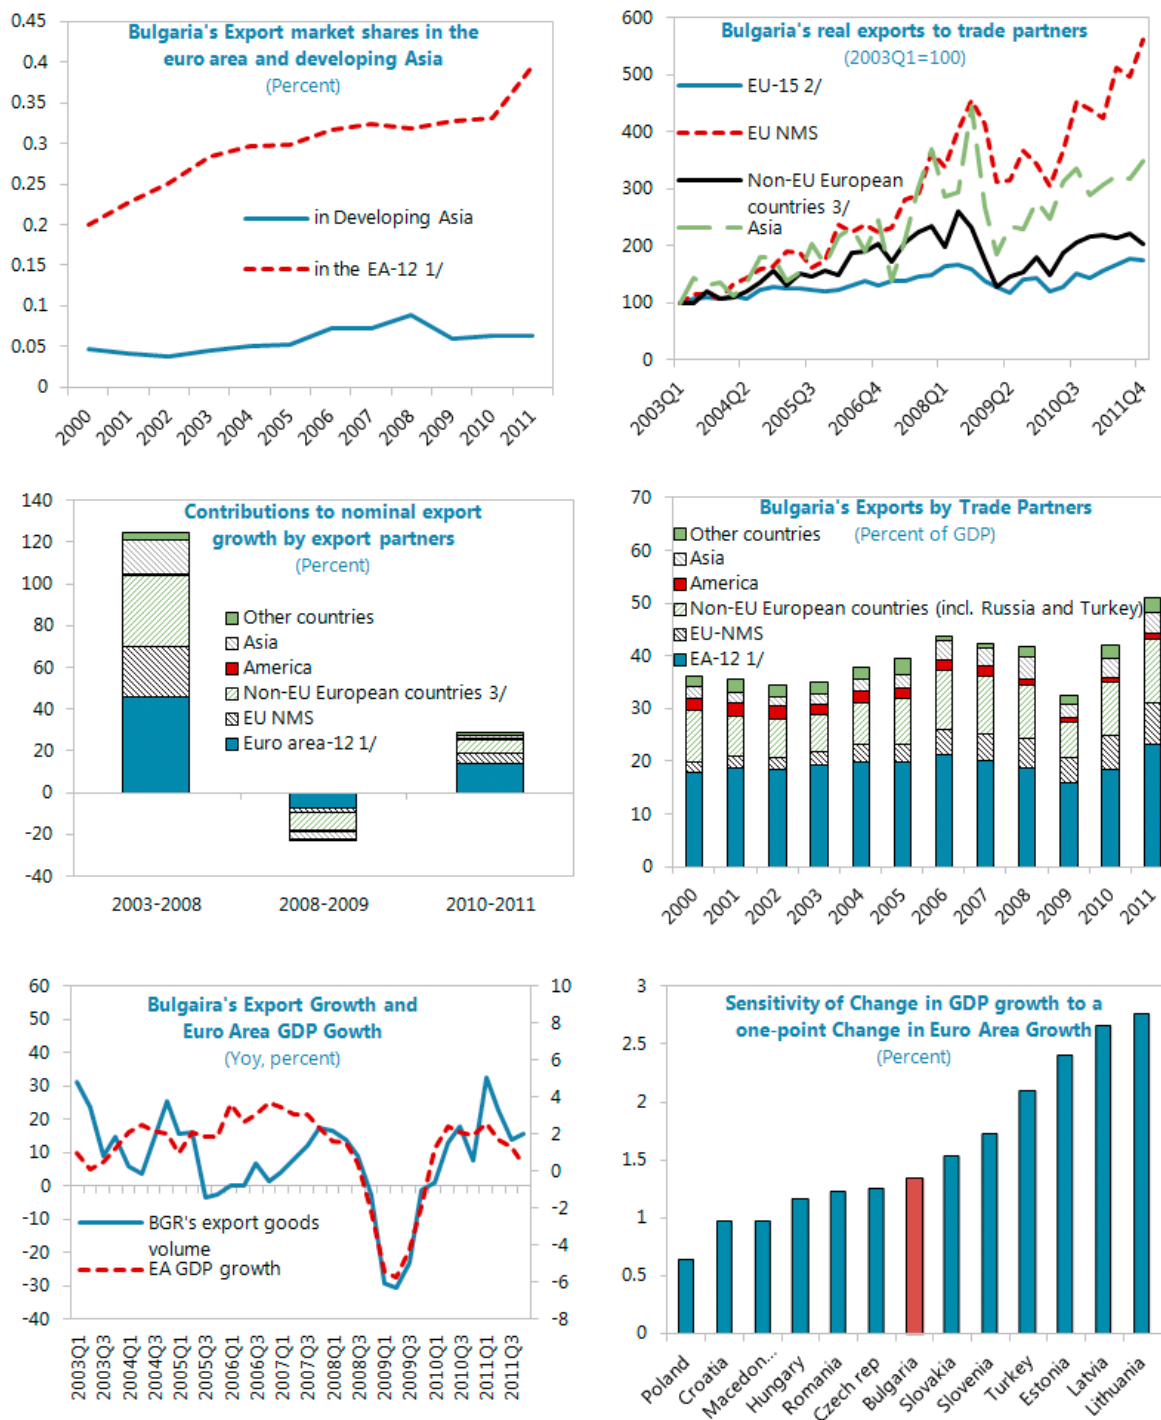 Bulgaria's Export market shares in the
euro area and developing Asia
(Percent)
0.45
0.4
0.35
0.3
0.25
0.2
0.15
0.1
0.05
0
in Developing Asia
in the EA-12 1/
2000
2001
2002
2003
2004
2005
2006
2007
2008
2009
2010
2011
Bulgaria's real exports to trade partners
(2003Q1=100)
600
500
400
300
200
100
0
EU-15 2/
EU NMS
Non-EU European
countries 3/
Asia
2003Q1
2004Q2
2005Q3
2006Q4
2008Q1
2009Q2
2010Q3
2011Q4
Contributions to nominal export
growth by export partners
(Percent)
140
120
100
80
60
40
20
0
-20
-40
Other countries
Asia
America
Non-EU European countries 3/
EU NMS
Euro area-12 1/
2003-2008
2008-2009
2010-2011
Bulgaria's Exports by Trade Partners
(Percent of GDP)
70
60
50
40
30
20
10
0
Other countries
Asia
America
Non-EU European countries (incl. Russia and Turkey)
EU-NMS
EA-12 1/
2000
2001
2002
2003
2004
2005
2006
2007
2008
2009
2010
2011
Bulgaira's Export Growth and
Euro Area GDP Gowth
(Yoy, percent)
60
50
40
30
20
10
0
-10
-20
-30
-40
10
8
6
4
2
0
-2
-4
-6
-8
BGR's export goods
volume
EA GDP growth
2003Q1
2003Q3
2004Q1
2004Q3
2005Q1
2005Q3
2006Q1
2006Q3
2007Q1
2007Q3
2008Q1
2008Q3
2009Q1
2009Q3
2010Q1
2010Q3
2011Q1
2011Q3
Sensitivity of Change in GDP growth to a
one-point Change in Euro Area Growth
(Percent)
3
2.5
2
1.5
1
0.5
0
Poland
Croatia
Macedon...
Hungary
Romania
Czech rep
Bulgaria
Slovakia
Slovenia
Turkey
Estonia
Latvia
Lithuania